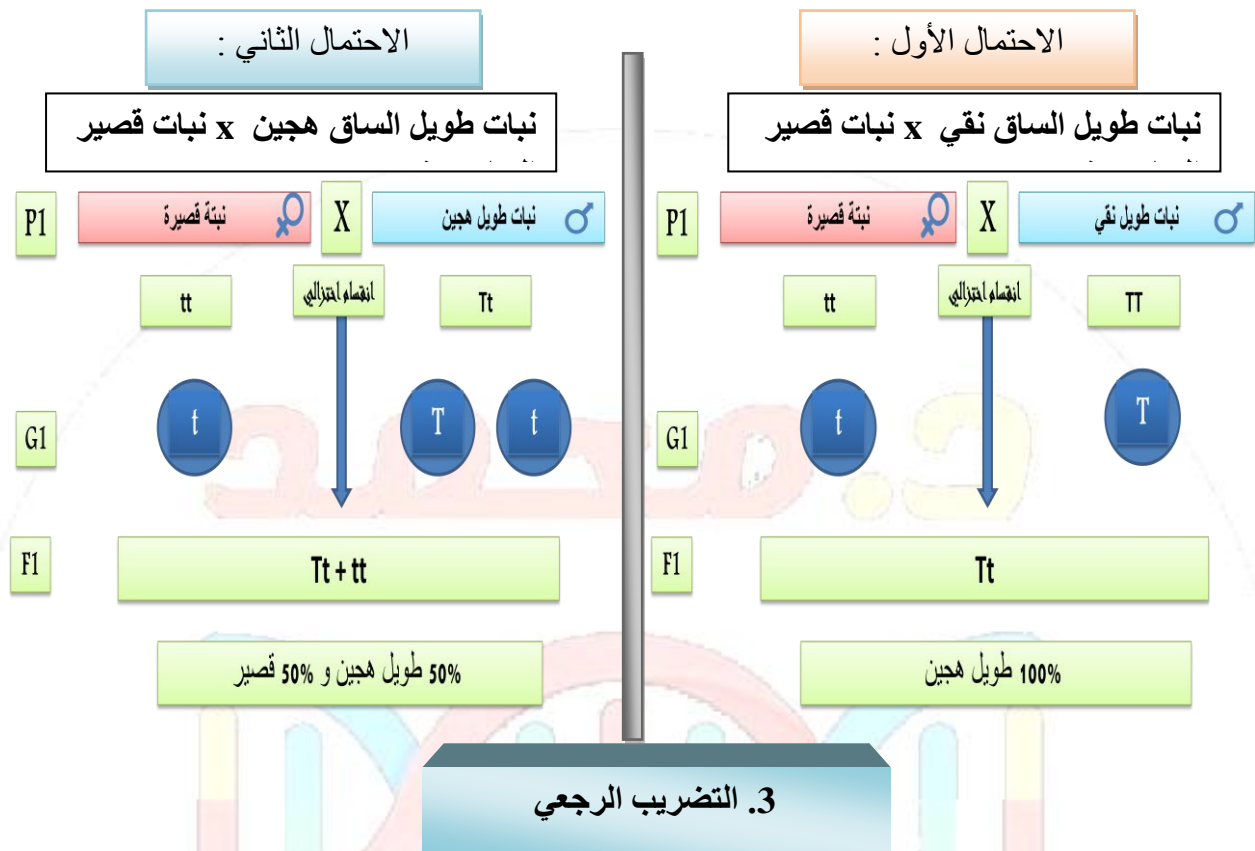 الاحتمال الأول :
نبات طويل الساق نقي x نبات قصير
نبات طويل نقي X نبتة قصيرة P1
TT انقسام اختزالي tt
T t G1
Tt F1
100% طويل هجين
الاحتمال الثاني :
نبات طويل الساق هجين x نبات قصير
نبات طويل هجين X نبتة قصيرة P1
Tt انقسام اختزالي tt
t T t G1
Tt + tt F1
50% طويل هجين و 50% قصير
3. التضريب الرجعي
د.محمد